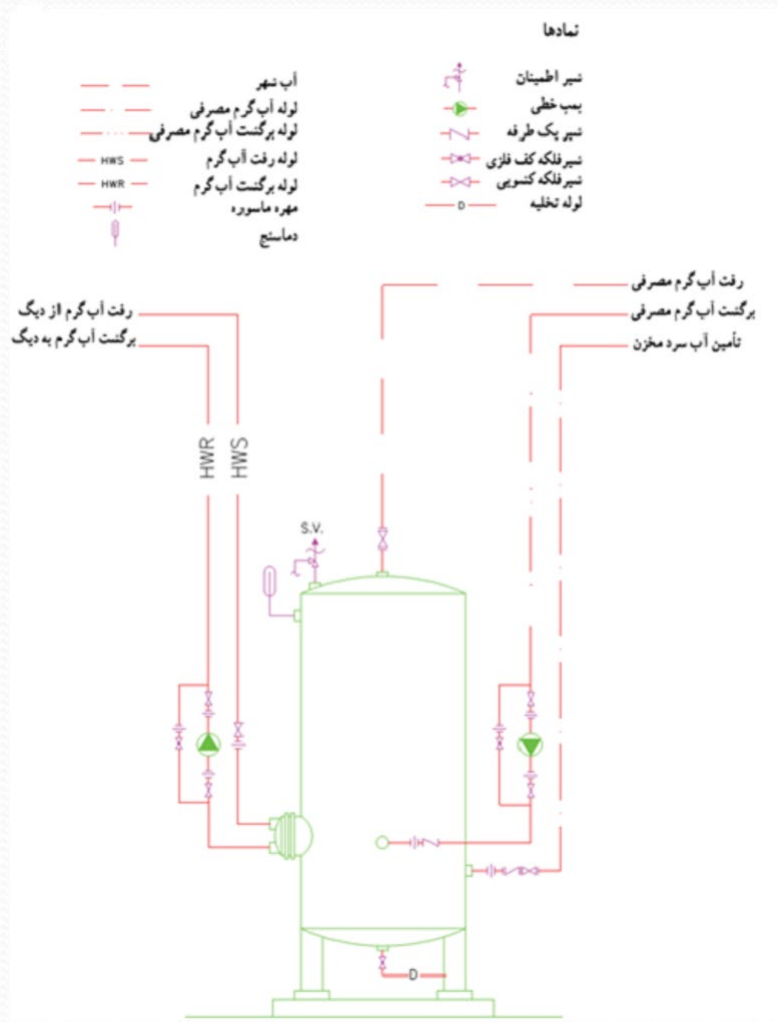 نمادها
شیر اطمینان
پمپ خطی
شیر یک طرفه
شیرفلکه کف فلزی
شیرفلکه کشویی
لوله تخلیه
D
آب شهر
لوله آب گرم مصرفی
لوله برگشت آب گرم مصرفی
لوله رفت آب گرم
HWS
لوله برگشت آب گرم
HWR
مهره ماسوره
دماسنج
رفت آب گرم مصرفی
برگشت آب گرم مصرفی
تأمین آب سرد مخزن
رفت آب گرم از دیگ
برگشت آب گرم به دیگ
HWR
HWS
S.V.
D